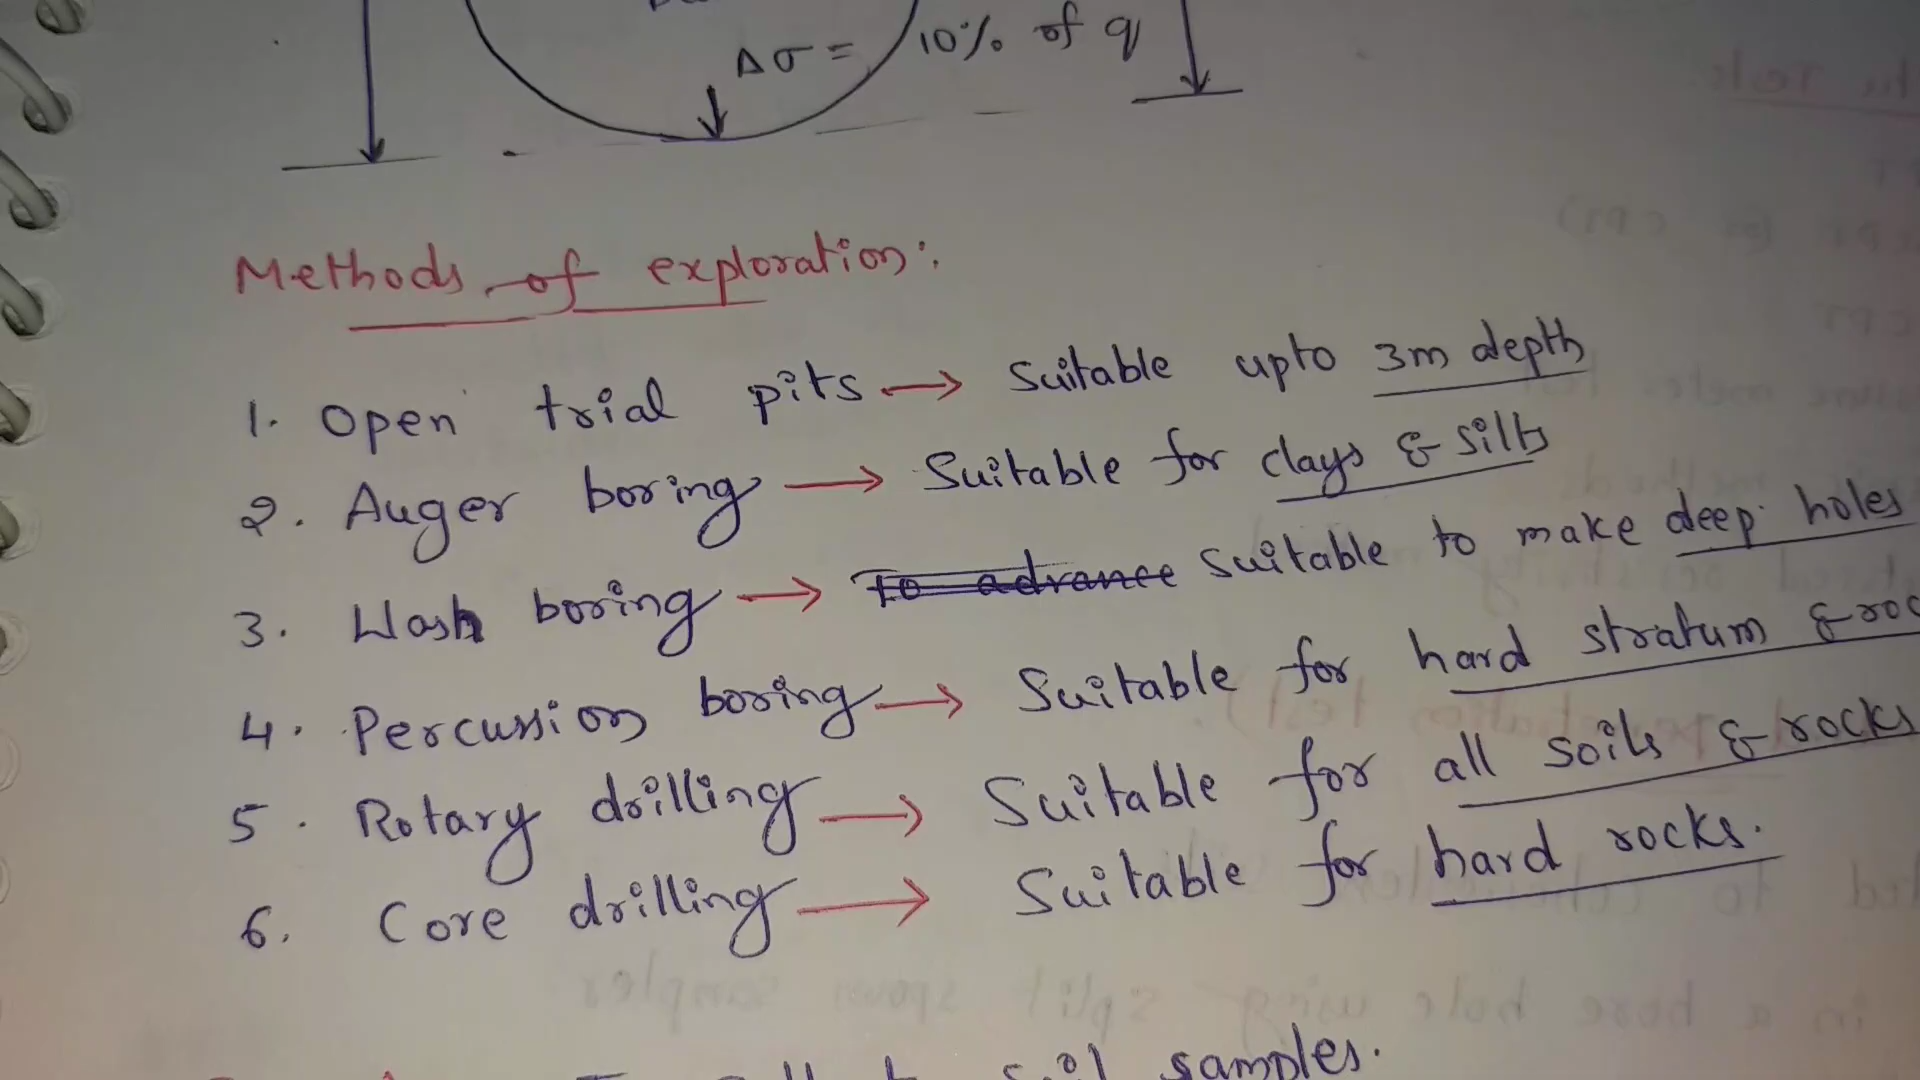 Δσ = 10% of q
Methods of exploration:
1. Open trial pits → Suitable upto 3m depth
2. Auger boring → Suitable for clays & silts
3. Wash boring → To advance suitable to make deep holes
4. Percussion boring → Suitable for hard stratum &
5. Rotary drilling → Suitable for all soils & rocks
6. Core drilling → Suitable for hard rocks.
soil samples.